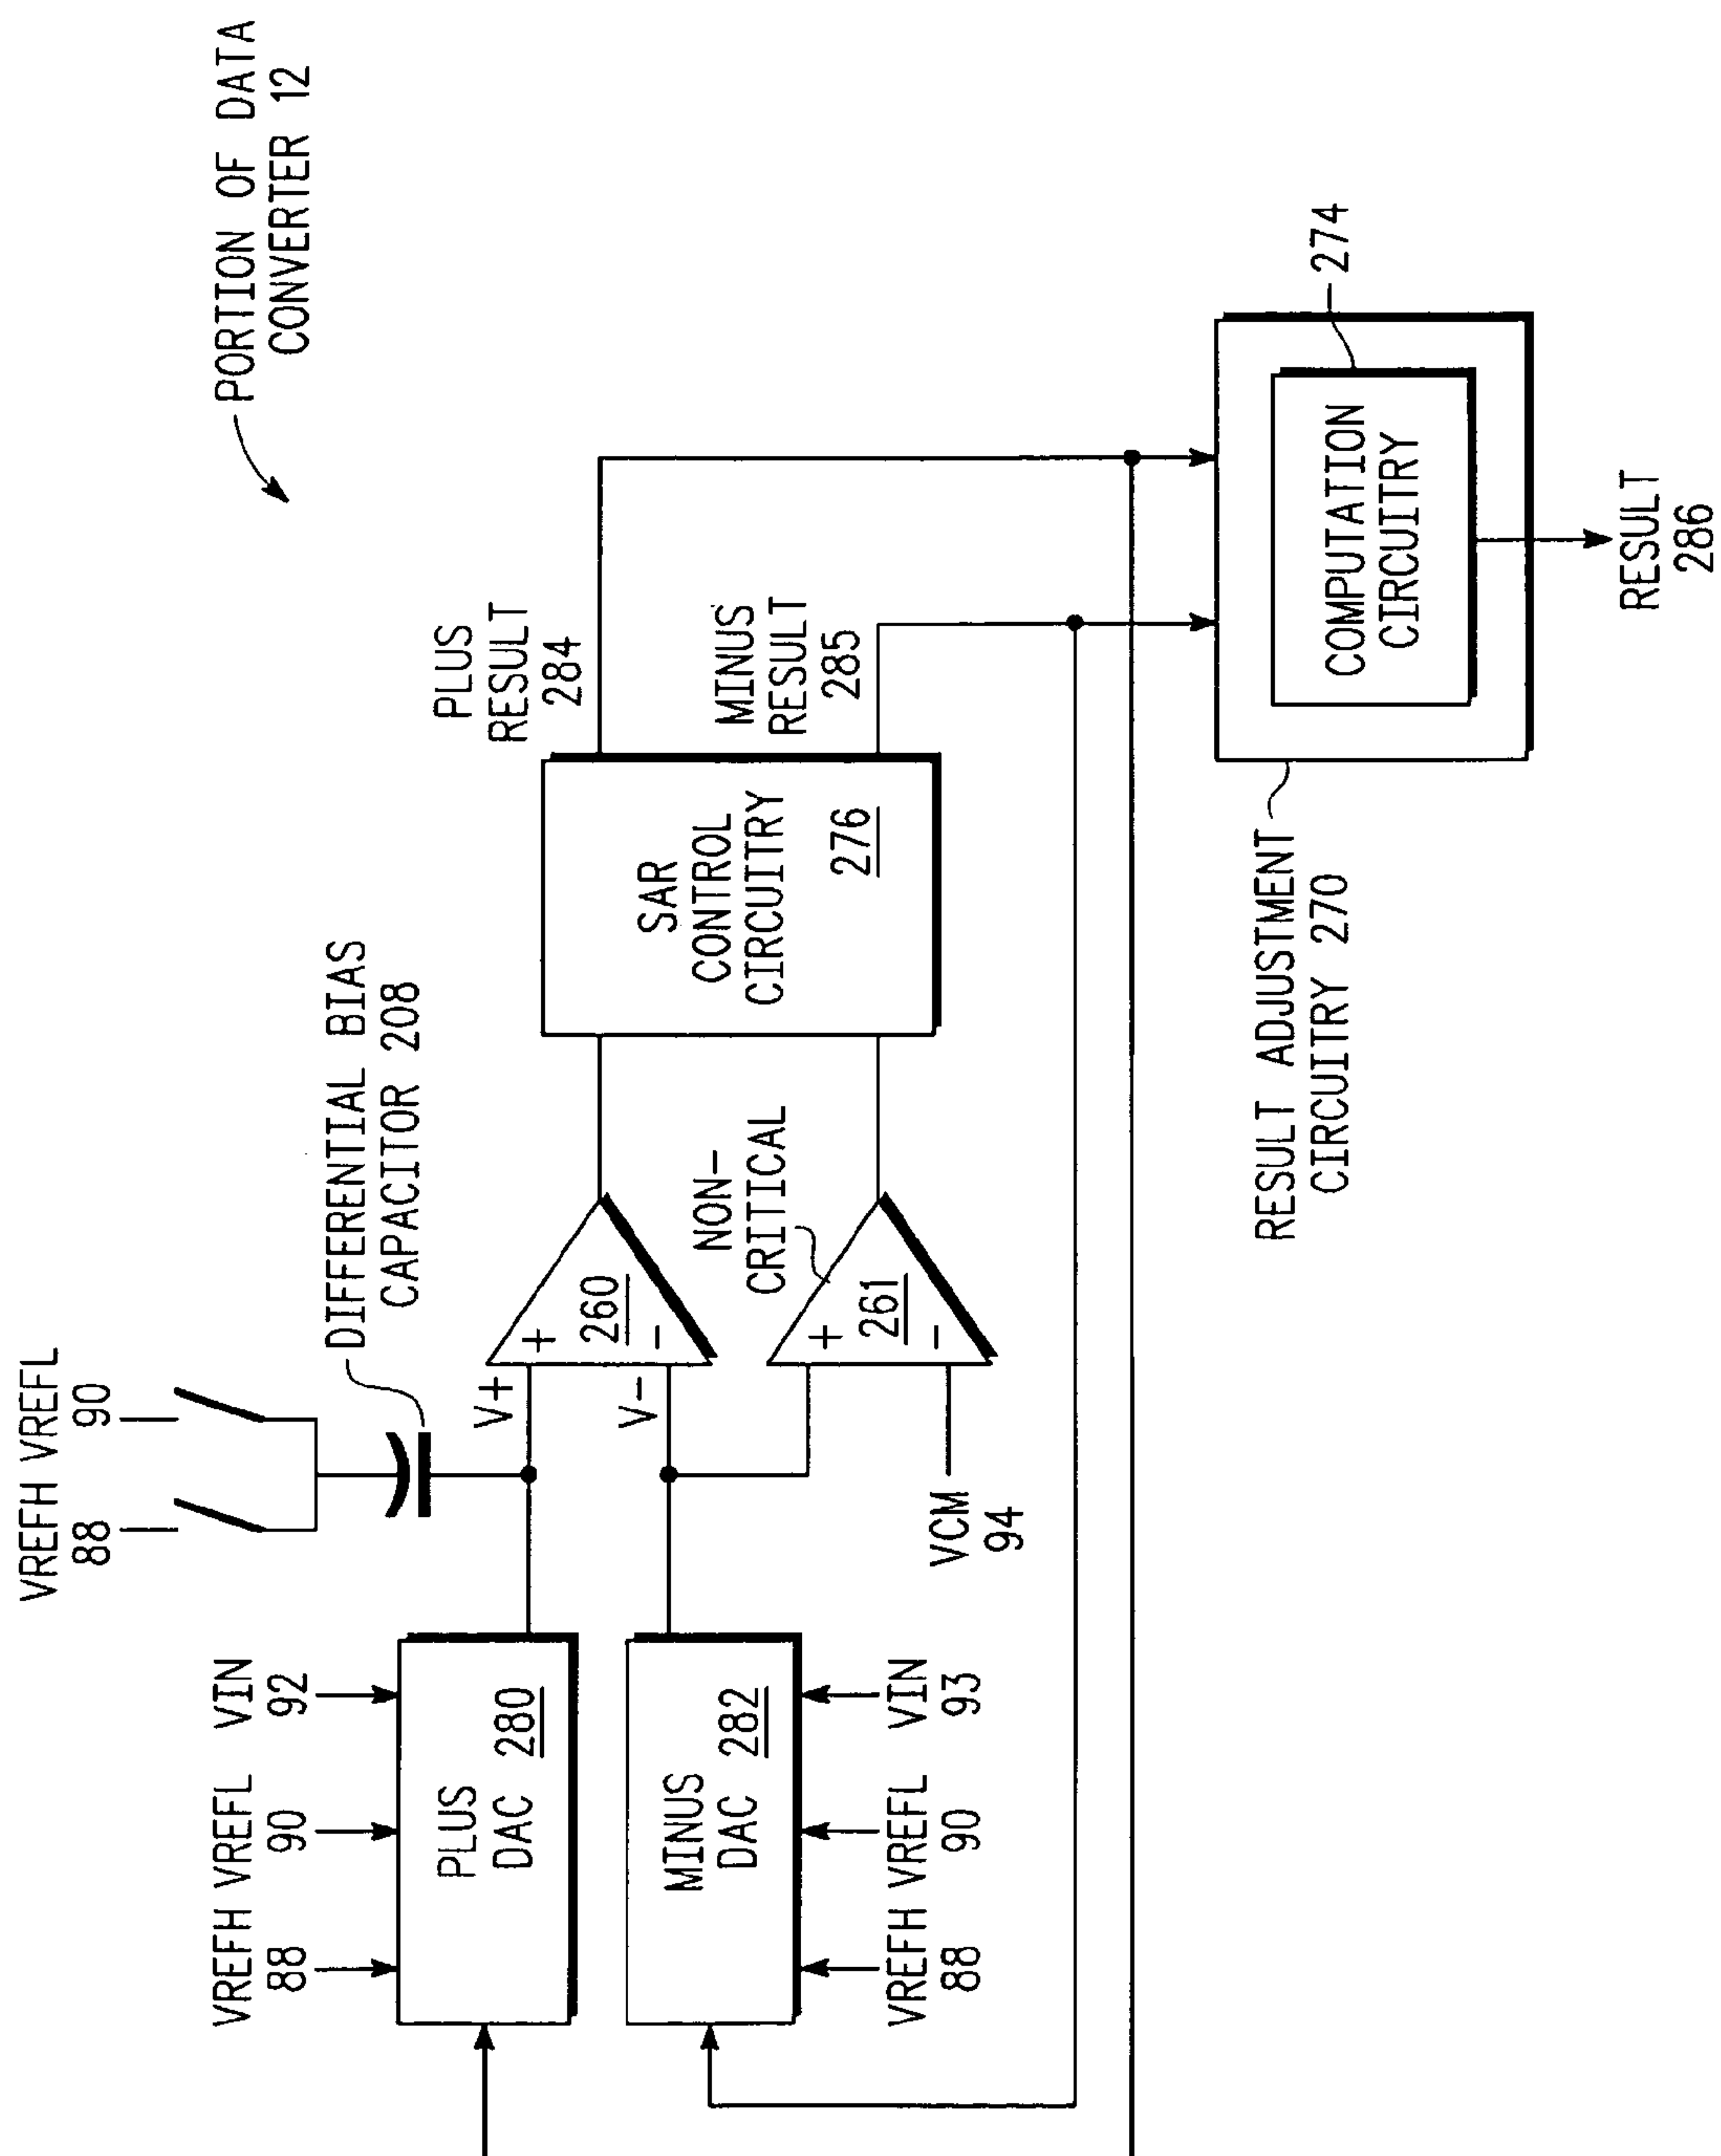 PORTION OF DATA
CONVERTER 12
VREFH VREFL
88 90
DIFFERENTIAL BIAS
CAPACITOR 208
VREFH VREFL VIN
88 90 92
PLUS
DAC 280
V+
+
260
-
V-
PLUS
RESULT
284
SAR
CONTROL
CIRCUITRY
276
MINUS
RESULT
285
MINUS
DAC 282
VREFH VREFL VIN
88 90 93
NON-
CRITICAL
+
261
-
VCM
94
274
COMPUTATION
CIRCUITRY
RESULT ADJUSTMENT
CIRCUITRY 270
RESULT
286